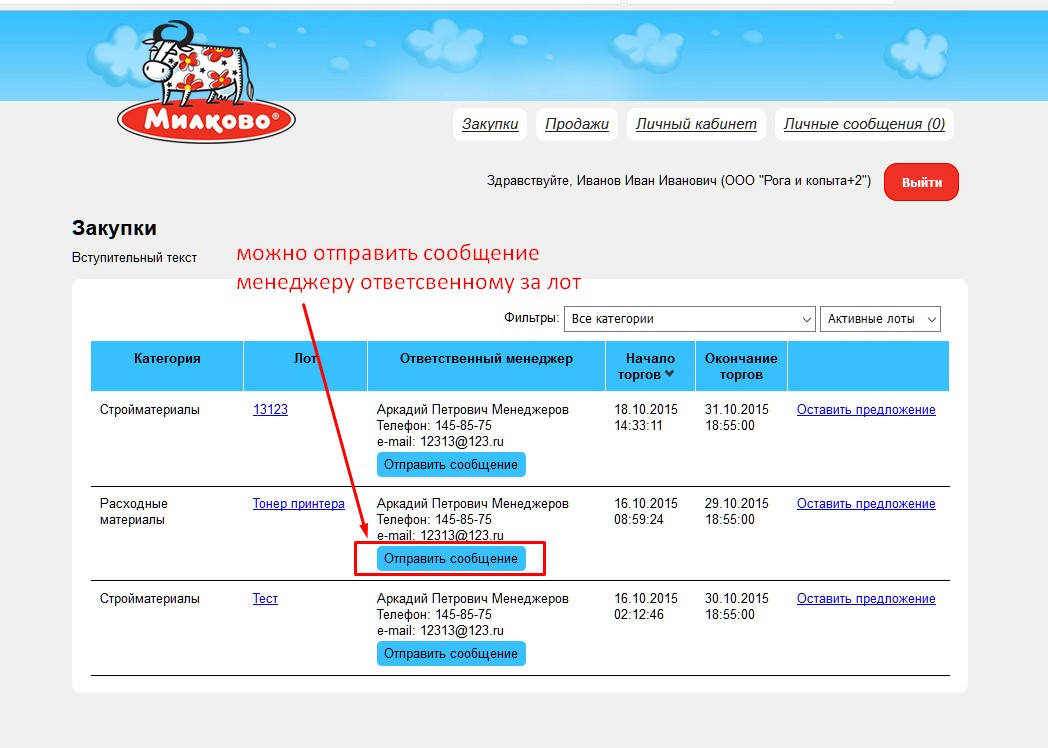 Милково®
Закупки
Продажи
Личный кабинет
Личные сообщения (0)
Здравствуйте, Иванов Иван Иванович (ООО "Рога и копыта+2")
Выйти
Закупки
Вступительный текст
можно отправить сообщение
менеджеру ответсвенному за лот
Фильтры:
Все категории
Активные лоты
Категория
Лот
Ответственный менеджер
Начало
торгов
Окончание
торгов
Стройматериалы
13123
Аркадий Петрович Менеджеров
Телефон: 145-85-75
e-mail: 12313@123.ru
Отправить сообщение
18.10.2015
14:33:11
31.10.2015
18:55:00
Оставить предложение
Расходные
материалы
Тонер принтера
Аркадий Петрович Менеджеров
Телефон: 145-85-75
e-mail: 12313@123.ru
Отправить сообщение
16.10.2015
08:59:24
29.10.2015
18:55:00
Оставить предложение
Стройматериалы
Тест
Аркадий Петрович Менеджеров
Телефон: 145-85-75
e-mail: 12313@123.ru
Отправить сообщение
16.10.2015
02:12:46
30.10.2015
18:55:00
Оставить предложение